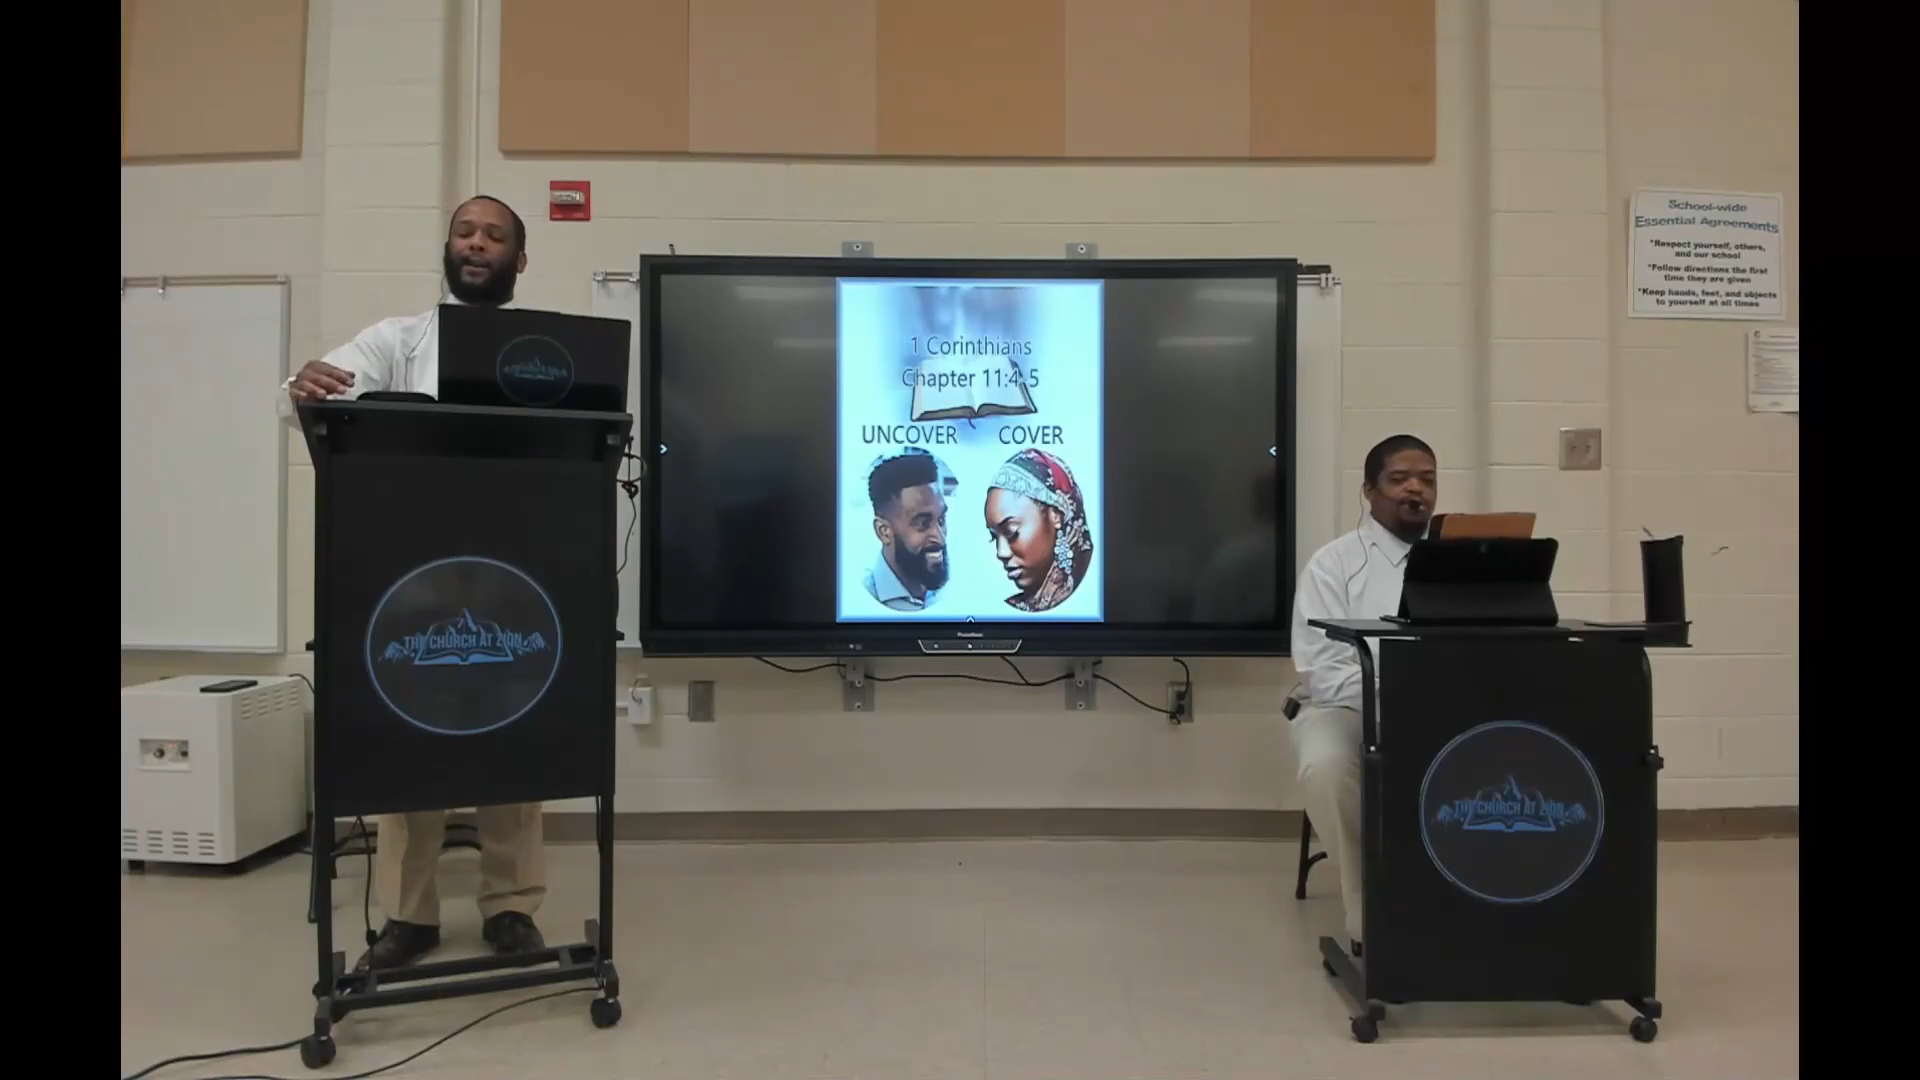 School-wide
Essential Agreements
*Respect yourself, others,
and our school
*Follow directions the first
time they are given
*Keep hands, feet, and objects
to yourself at all times
1 Corinthians
Chapter 11:4-5
UNCOVER COVER
THE CHURCH AT ZION
THE CHURCH AT ZION